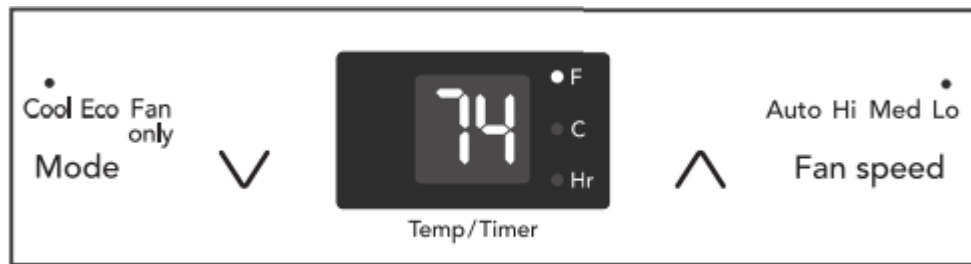 Cool Eco Fan only
Mode
74
F
C
Hr
Temp/Timer
Auto Hi Med Lo
Fan speed